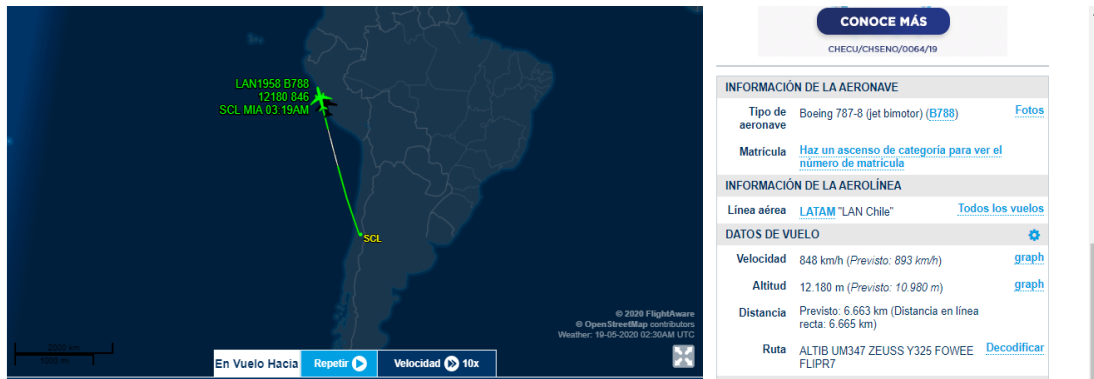 LAN1958 B788
12180 846
SCL MIA 03:19AM
SCL
© 2020 FlightAware
© OpenStreetMap contributors
Weather: 19-05-2020 02:30AM UTC
2000 km
1000 mi
En Vuelo Hacia
Repetir
Velocidad 10x
CONOCE MÁS
CHECU/CHSENO/0064/19
INFORMACIÓN DE LA AERONAVE
Tipo de aeronave Boeing 787-8 (jet bimotor) (B788) Fotos
Matrícula Haz un ascenso de categoría para ver el
número de matrícula
INFORMACIÓN DE LA AEROLÍNEA
Línea aérea LATAM "LAN Chile" Todos los vuelos
DATOS DE VUELO
Velocidad 848 km/h (Previsto: 893 km/h) graph
Altitud 12.180 m (Previsto: 10.980 m) graph
Distancia Previsto: 6.663 km (Distancia en línea
recta: 6.665 km)
Ruta ALTIB UM347 ZEUSS Y325 FOWEE Decodificar
FLIPR7